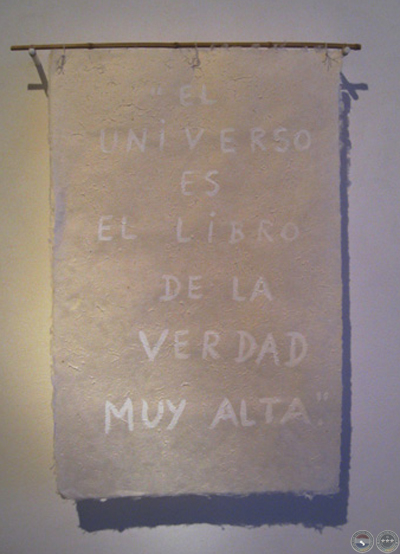 "EL
UNiVERSO
ES
EL LiBRO
DE LA
VERDAD
MUY ALTA."